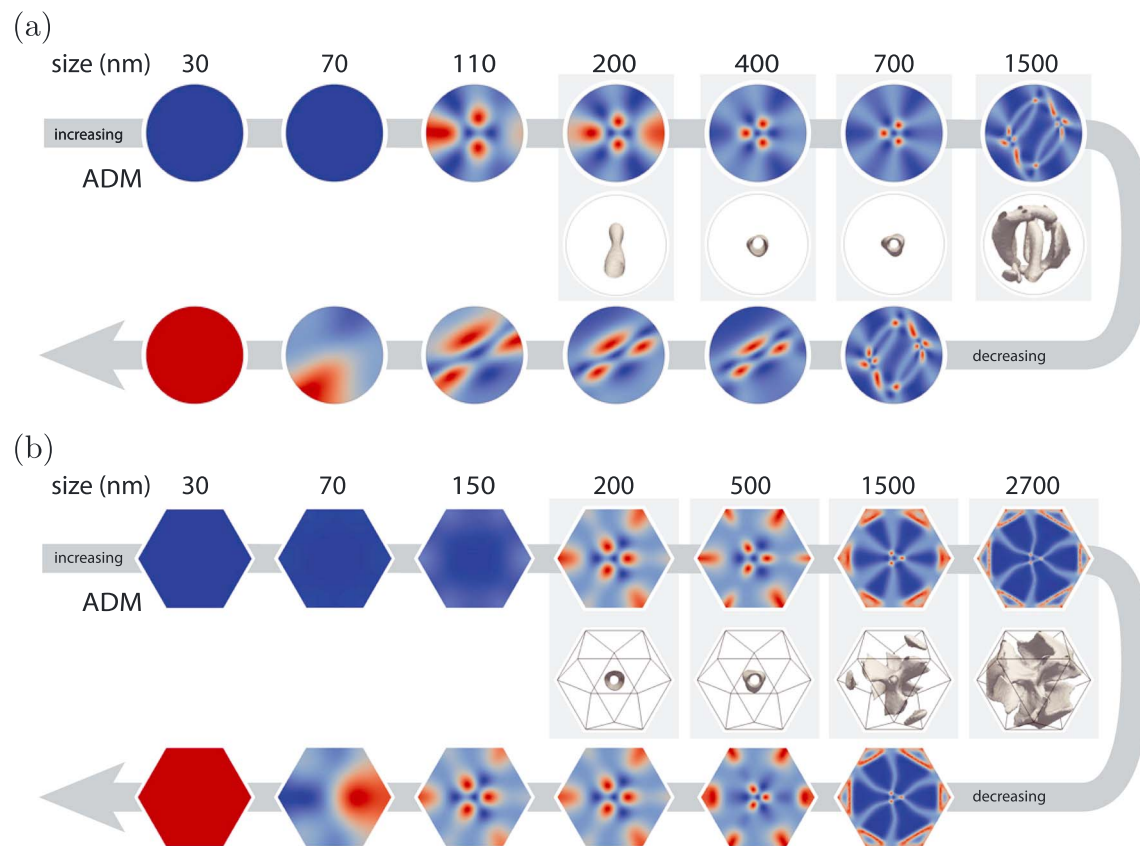 (a)
size (nm) 30 70 110 200 400 700 1500
increasing
ADM
decreasing
(b)
size (nm) 30 70 150 200 500 1500 2700
increasing
ADM
decreasing